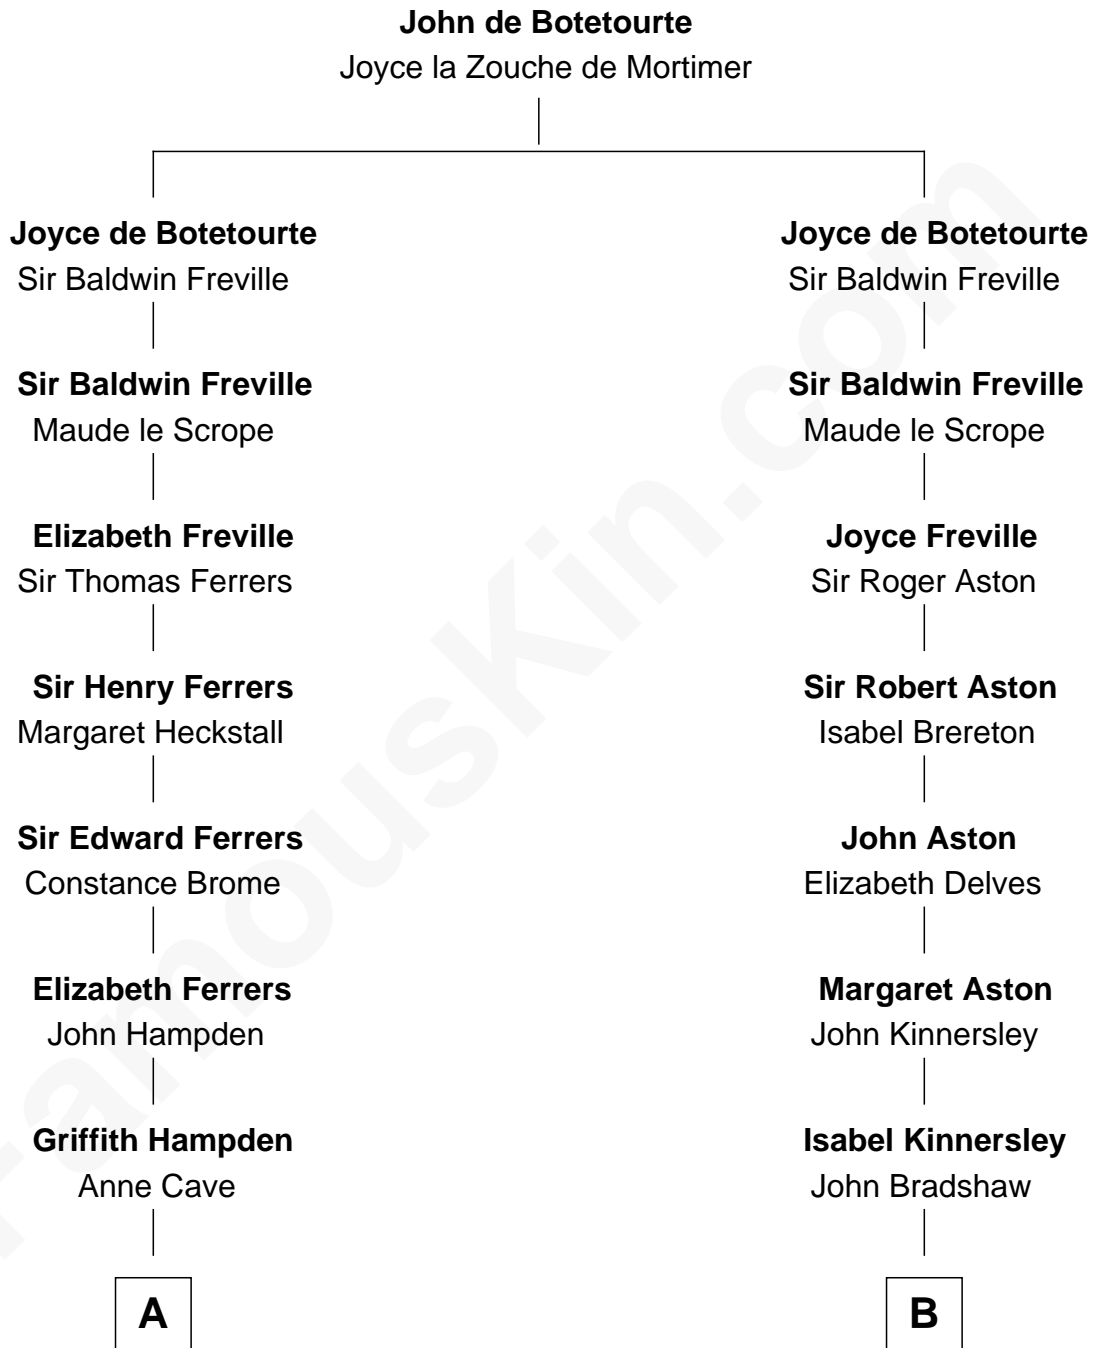 John de Botetourte
Joyce la Zouche de Mortimer
Joyce de Botetourte
Sir Baldwin Freville
Joyce de Botetourte
Sir Baldwin Freville
Sir Baldwin Freville
Maude le Scrope
Sir Baldwin Freville
Maude le Scrope
Elizabeth Freville
Sir Thomas Ferrers
Joyce Freville
Sir Roger Aston
Sir Henry Ferrers
Margaret Heckstall
Sir Robert Aston
Isabel Brereton
Sir Edward Ferrers
Constance Brome
John Aston
Elizabeth Delves
Elizabeth Ferrers
John Hampden
Margaret Aston
John Kinnersley
Griffith Hampden
Anne Cave
Isabel Kinnersley
John Bradshaw
A
B
FamousKin.com